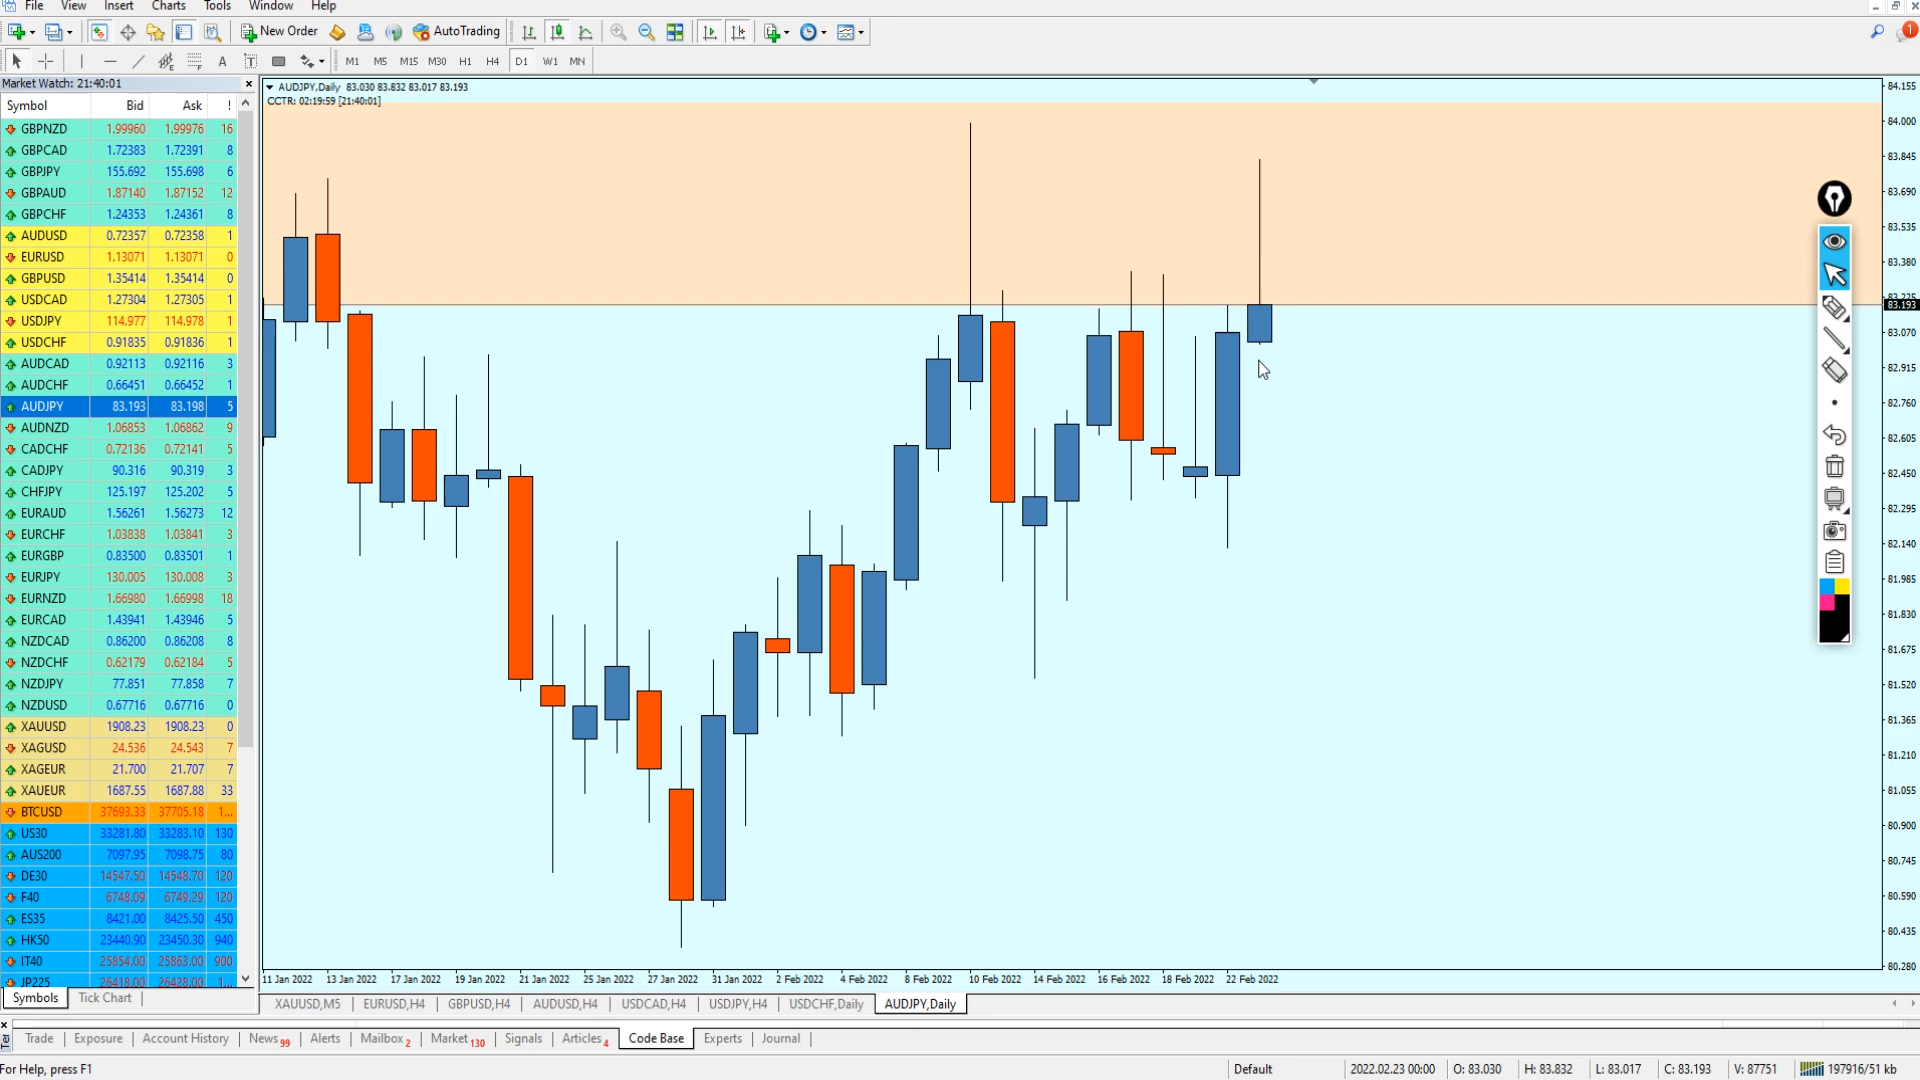 File View Insert Charts Tools Window Help
New Order AutoTrading
A T M1 M5 M15 M30 H1 H4 D1 W1 MN
Market Watch: 21:40:01
Symbol Bid Ask !
GBPNZD 1.99960 1.99976 16
GBPCAD 1.72383 1.72391 8
GBPJPY 155.692 155.698 6
GBPAUD 1.87140 1.87152 12
GBPCHF 1.24353 1.24361 8
AUDUSD 0.72357 0.72358 1
EURUSD 1.13071 1.13071 0
GBPUSD 1.35414 1.35414 0
USDCAD 1.27304 1.27305 1
USDJPY 114.977 114.978 1
USDCHF 0.91835 0.91836 1
AUDCAD 0.92113 0.92116 3
AUDCHF 0.66451 0.66452 1
AUDJPY 83.193 83.198 5
AUDNZD 1.06853 1.06862 9
CADCHF 0.72136 0.72141 5
CADJPY 90.316 90.319 3
CHFJPY 125.197 125.202 5
EURAUD 1.56261 1.56273 12
EURCHF 1.03838 1.03841 3
EURGBP 0.83500 0.83501 1
EURJPY 130.005 130.008 3
EURNZD 1.66980 1.66998 18
EURCAD 1.43941 1.43946 5
NZDCAD 0.86200 0.86208 8
NZDCHF 0.62179 0.62184 5
NZDJPY 77.851 77.858 7
NZDUSD 0.67716 0.67716 0
XAUUSD 1908.23 1908.23 0
XAGUSD 24.536 24.543 7
XAGEUR 21.700 21.707 7
XAUEUR 1687.55 1687.88 33
BTCUSD 37693.33 37705.18 1...
US30 33281.80 33283.10 130
AUS200 7097.95 7098.75 80
DE30 14547.50 14548.70 120
F40 6748.09 6749.29 120
ES35 8421.00 8425.50 450
HK50 23440.90 23450.30 940
IT40 25854.00 25863.00 900
JP225 26418.00 26428.00 1...
Symbols Tick Chart
AUDJPY,Daily 83.030 83.832 83.017 83.193
CCTR: 02:19:59 [21:40:01]
84.155
84.000
83.845
83.690
83.535
83.380
83.225
83.193
83.070
82.915
82.760
82.605
82.450
82.295
82.140
81.985
81.830
81.675
81.520
81.365
81.210
81.055
80.900
80.745
80.590
80.435
80.280
11 Jan 2022 13 Jan 2022 17 Jan 2022 19 Jan 2022 21 Jan 2022 25 Jan 2022 27 Jan 2022 31 Jan 2022 2 Feb 2022 4 Feb 2022 8 Feb 2022 10 Feb 2022 14 Feb 2022 16 Feb 2022 18 Feb 2022 22 Feb 2022
XAUUSD,M5 EURUSD,H4 GBPUSD,H4 AUDUSD,H4 USDCAD,H4 USDJPY,H4 USDCHF,Daily AUDJPY,Daily
Trade Exposure Account History News 99 Alerts Mailbox 2 Market 130 Signals Articles 4 Code Base Experts Journal
For Help, press F1 Default 2022.02.23 00:00 O: 83.030 H: 83.832 L: 83.017 C: 83.193 V: 87751 197916/51 kb